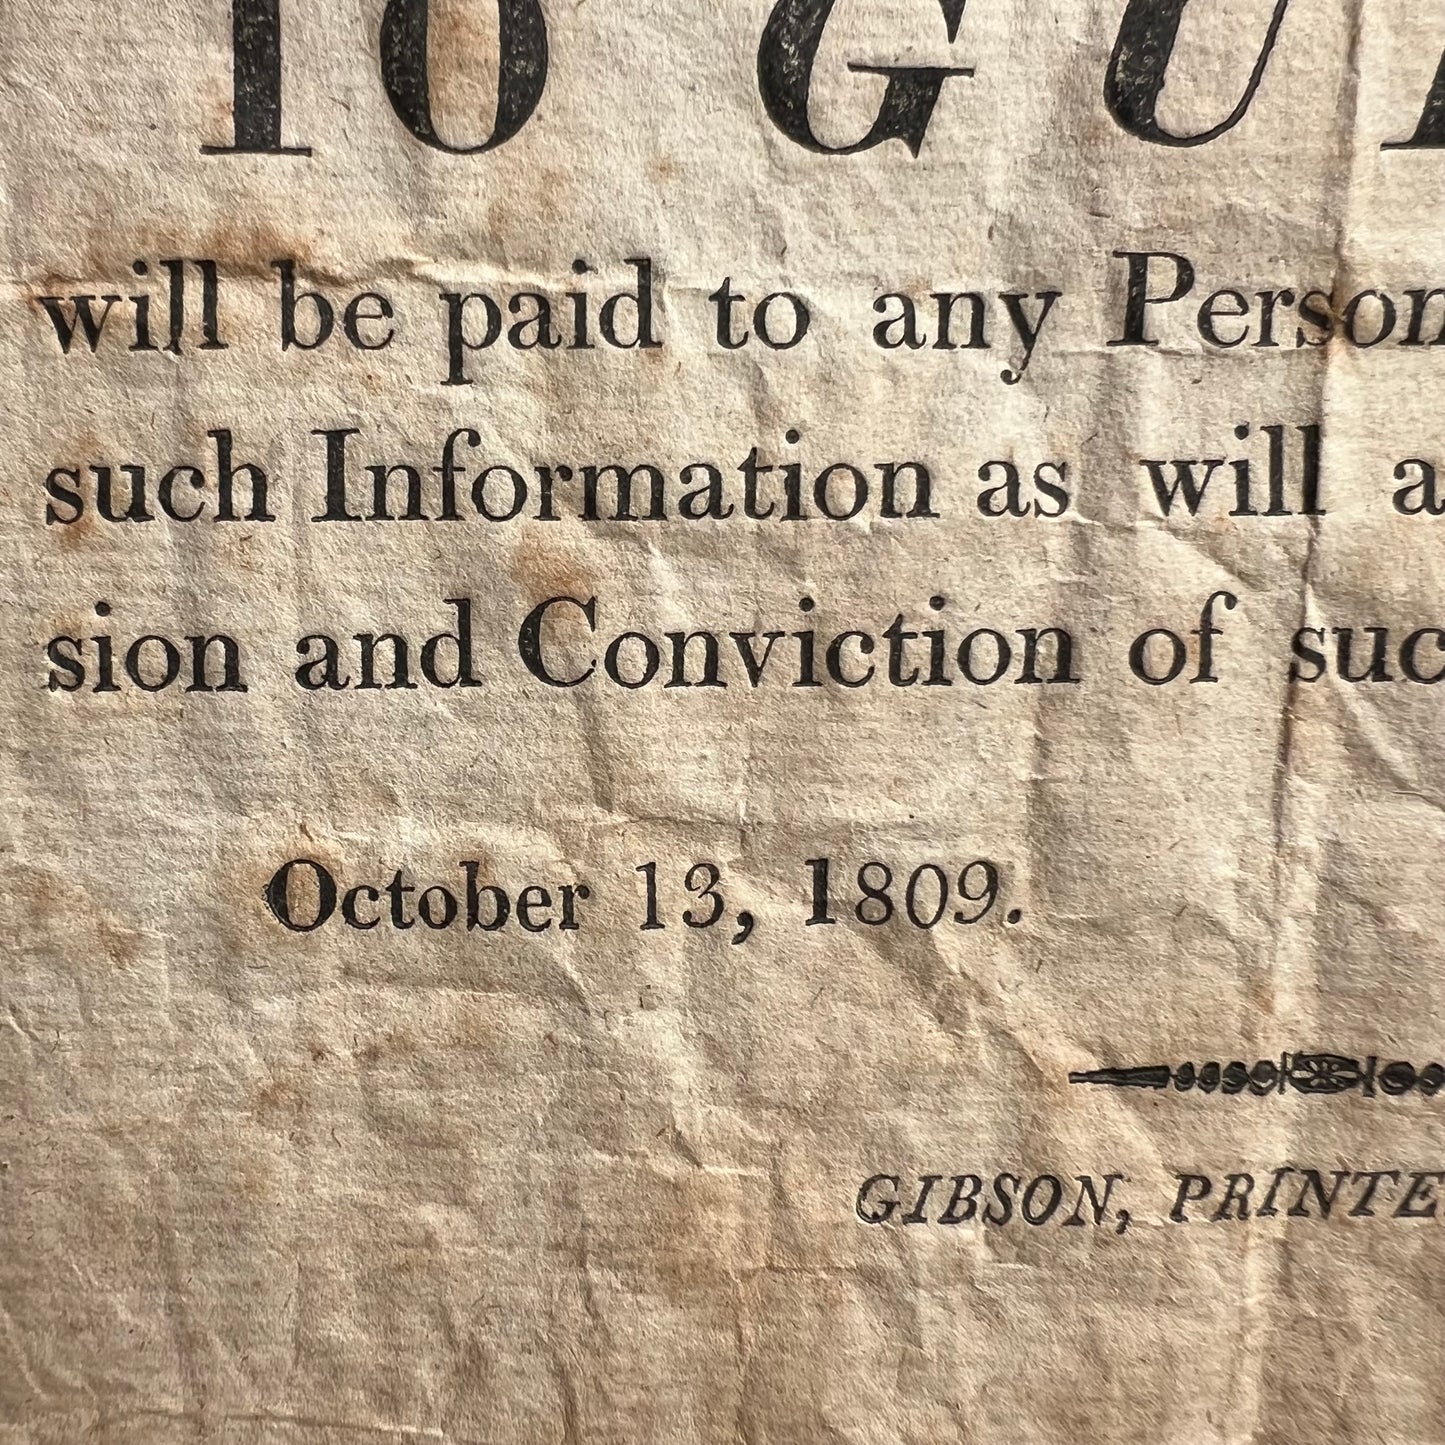 10 GU
will be paid to any Person
such Information as will a
sion and Conviction of suc
October 13, 1809.
GIBSON, PRINTE